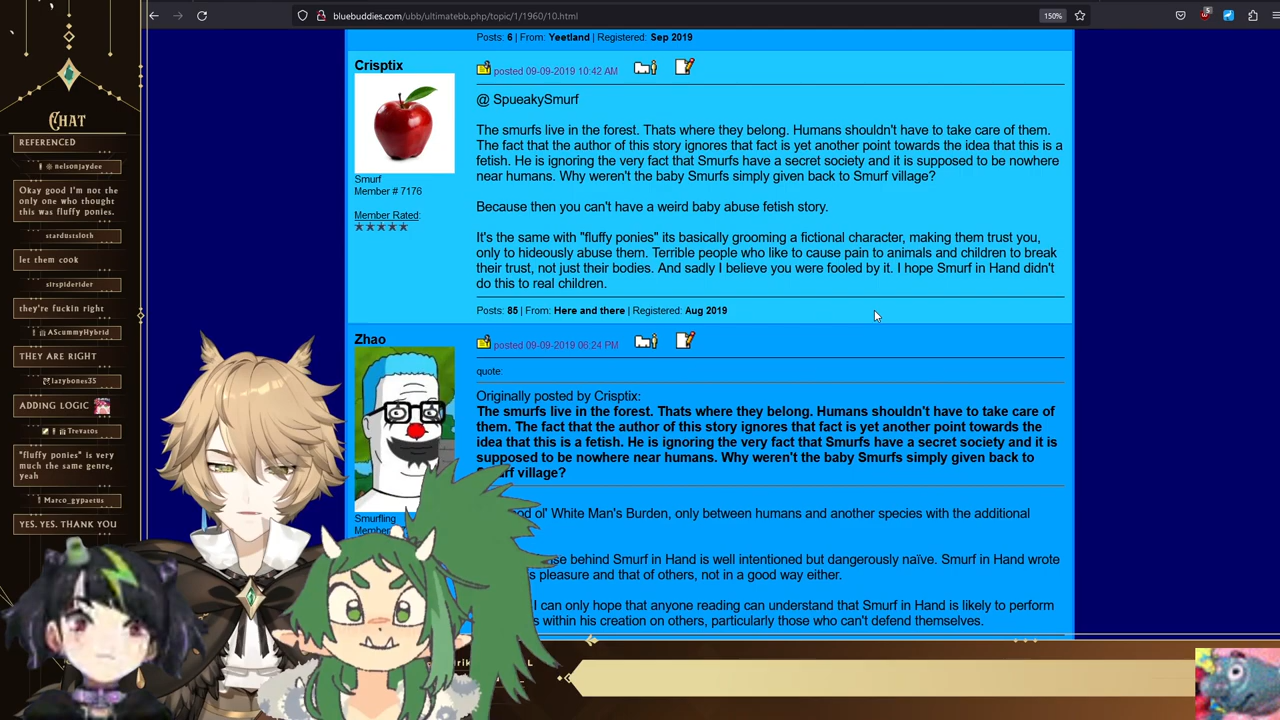 bluebuddies.com/ubb/ultimatebb.php/topic/1/1960/10.html
150%
5
Posts: 6 | From: Yeetland | Registered: Sep 2019
Crisptix
posted 09-09-2019 10:42 AM
@ SpueakySmurf
The smurfs live in the forest. Thats where they belong. Humans shouldn't have to take care of them.
The fact that the author of this story ignores that fact is yet another point towards the idea that this is a
fetish. He is ignoring the very fact that Smurfs have a secret society and it is supposed to be nowhere
near humans. Why weren't the baby Smurfs simply given back to Smurf village?
Because then you can't have a weird baby abuse fetish story.
It's the same with "fluffy ponies" its basically grooming a fictional character, making them trust you,
only to hideously abuse them. Terrible people who like to cause pain to animals and children to break
their trust, not just their bodies. And sadly I believe you were fooled by it. I hope Smurf in Hand didn't
do this to real children.
Smurf
Member # 7176
Member Rated:
Posts: 85 | From: Here and there | Registered: Aug 2019
Zhao
posted 09-09-2019 06:24 PM
quote:
Originally posted by Crisptix:
The smurfs live in the forest. Thats where they belong. Humans shouldn't have to take care of
them. The fact that the author of this story ignores that fact is yet another point towards the
idea that this is a fetish. He is ignoring the very fact that Smurfs have a secret society and it is
supposed to be nowhere near humans. Why weren't the baby Smurfs simply given back to
village?
Smurfling
ol' White Man's Burden, only between humans and another species with the additional
behind Smurf in Hand is well intentioned but dangerously naïve. Smurf in Hand wrote
pleasure and that of others, not in a good way either.
I can only hope that anyone reading can understand that Smurf in Hand is likely to perform
within his creation on others, particularly those who can't defend themselves.
Chat
REFERENCED
nelsonjaydee
Okay good I'm not the
only one who thought
this was fluffy ponies.
stardustsloth
let them cook
sirspiderider
they're fuckin right
AScummyHybrid
THEY ARE RIGHT
lazybones35
ADDING LOGIC
Trevatos
"fluffy ponies" is very
much the same genre,
yeah
Marco_gypaetus
YES. YES. THANK YOU